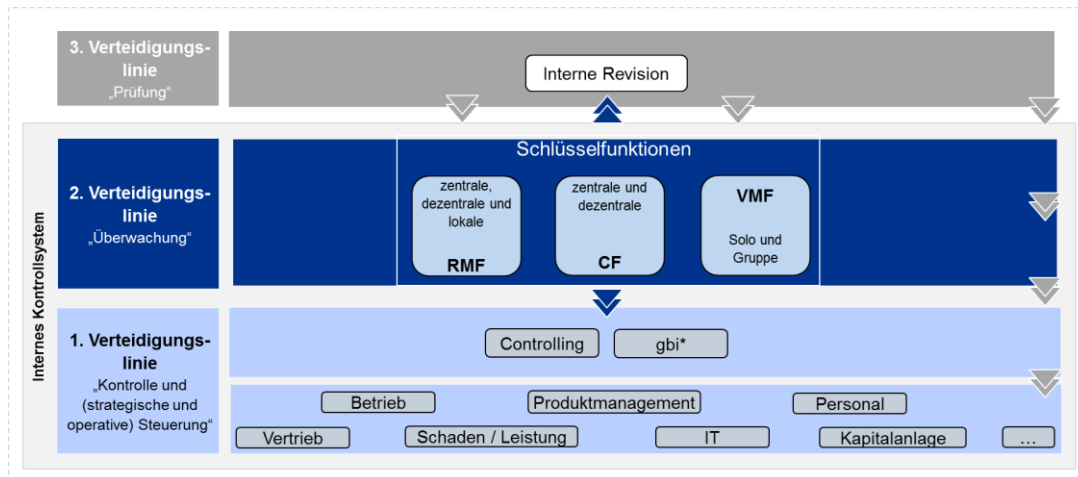 3. Verteidigungs-
linie
„Prüfung“
Interne Revision
Internes Kontrollsystem
2. Verteidigungs-
linie
„Überwachung“
Schlüsselfunktionen
zentrale,
dezentrale und
lokale
RMF
zentrale und
dezentrale
CF
VMF
Solo und
Gruppe
1. Verteidigungs-
linie
„Kontrolle und
(strategische und
operative) Steuerung“
Controlling
gbi*
Betrieb
Produktmanagement
Personal
Vertrieb
Schaden / Leistung
IT
Kapitalanlage
...